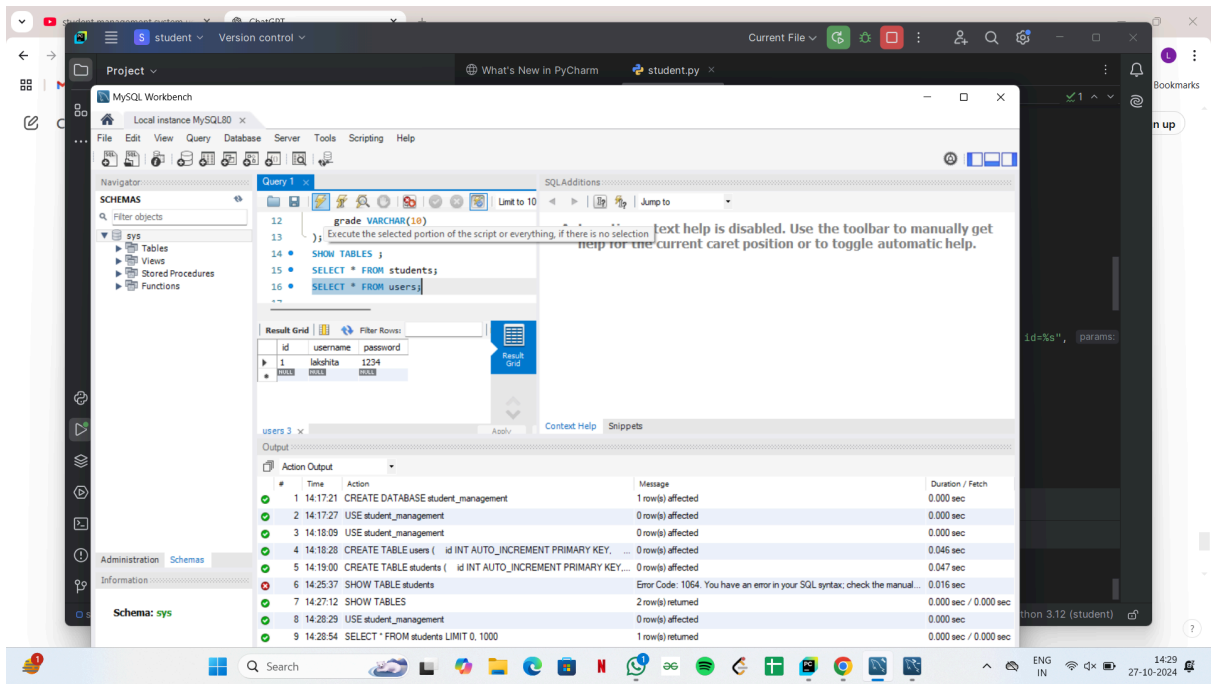 student management system
ChatGPT
S student
Version control
Current File
Project
What's New in PyCharm
student.py
Bookmarks
MySQL Workbench
1
n up
Local instance MySQL80
File Edit View Query Database Server Tools Scripting Help
Navigator
SCHEMAS
Filter objects
sys
Tables
Views
Stored Procedures
Functions
Query 1
Limit to 10
12 grade VARCHAR(10)
13 );
Execute the selected portion of the script or everything, if there is no selection
14 SHOW TABLES ;
15 SELECT * FROM students;
16 SELECT * FROM users;
17
Result Grid Filter Rows:
id username password
1 lakshita 1234
NULL NULL NULL
Result
Grid
users 3
Apply
SQLAdditions
Jump to
text help is disabled. Use the toolbar to manually get
help for the current caret position or to toggle automatic help.
Context Help Snippets
id=%s", params:
Output
Action Output
# Time Action Message Duration / Fetch
1 14:17:21 CREATE DATABASE student_management 1 row(s) affected 0.000 sec
2 14:17:27 USE student_management 0 row(s) affected 0.000 sec
3 14:18:09 USE student_management 0 row(s) affected 0.000 sec
4 14:18:28 CREATE TABLE users ( id INT AUTO_INCREMENT PRIMARY KEY, ... 0 row(s) affected 0.046 sec
5 14:19:00 CREATE TABLE students ( id INT AUTO_INCREMENT PRIMARY KEY,... 0 row(s) affected 0.047 sec
6 14:25:37 SHOW TABLE students Error Code: 1064. You have an error in your SQL syntax; check the manual... 0.016 sec
7 14:27:12 SHOW TABLES 2 row(s) returned 0.000 sec / 0.000 sec
8 14:28:29 USE student_management 0 row(s) affected 0.000 sec
9 14:28:54 SELECT * FROM students LIMIT 0, 1000 1 row(s) returned 0.000 sec / 0.000 sec
Administration Schemas
Information
Schema: sys
thon 3.12 (student)
Search
ENG
IN
14:29
27-10-2024